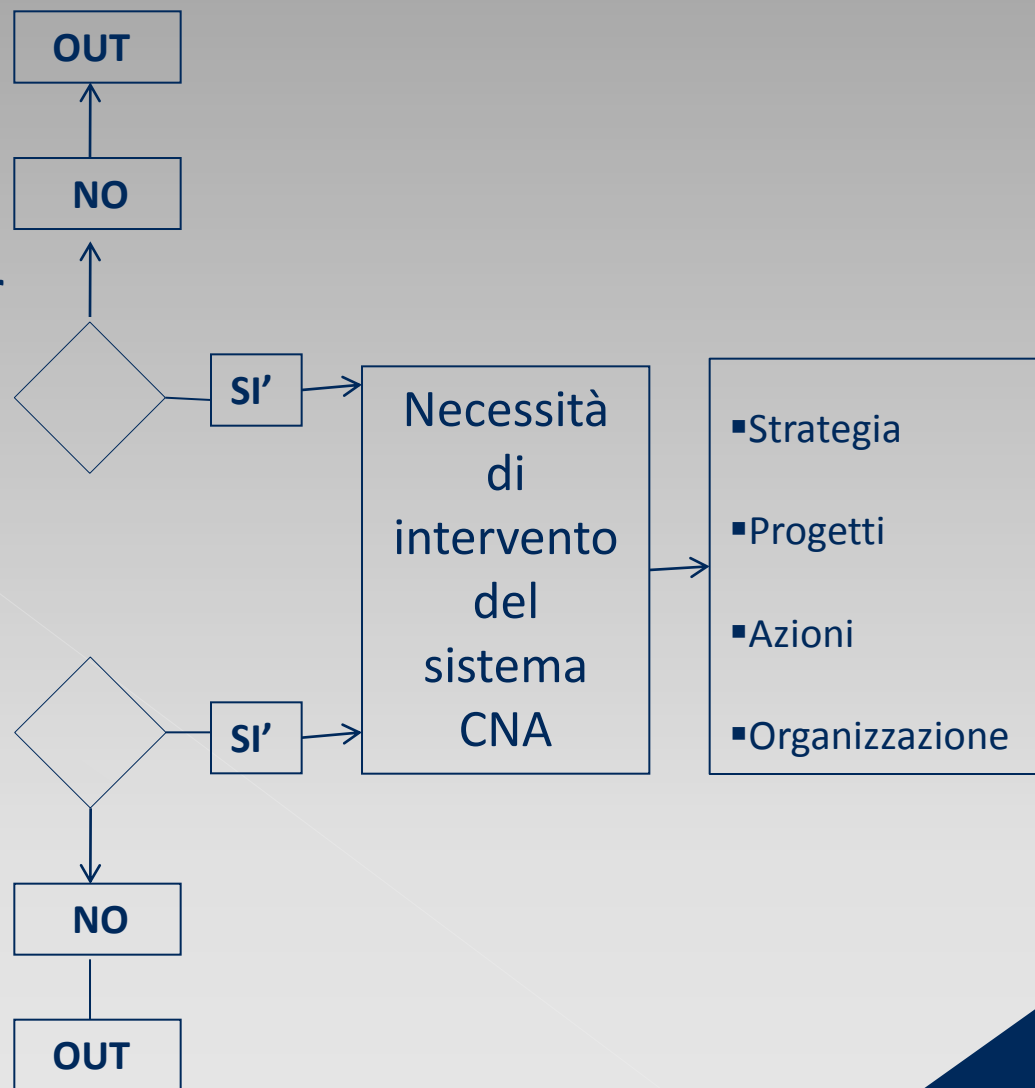 OUT
NO
SI’
Necessità
di
intervento
del
sistema
CNA
▪Strategia
▪Progetti
▪Azioni
▪Organizzazione
SI’
NO
OUT